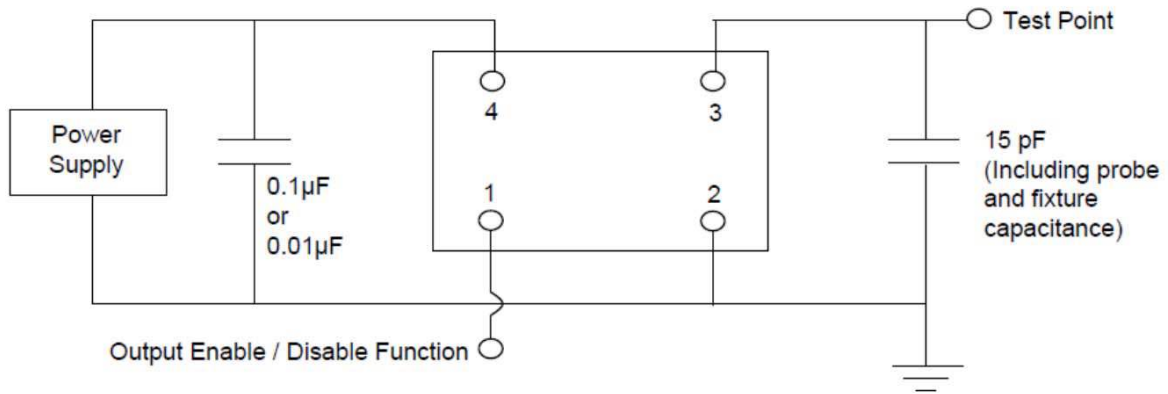 Test Point
4
3
Power
Supply
15 pF
(Including probe
and fixture
capacitance)
0.1µF
or
0.01µF
1
2
Output Enable / Disable Function